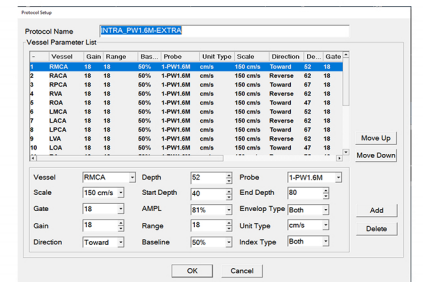 Protocol Setup
Protocol Name INTRA_PW1.6M-EXTRA
Vessel Parameter List
- Vessel Gain Range Bas... Probe Unit Type Scale Direction De... Gate
1 RMCA 18 18 50% 1-PW1.6M cm/s 150 cm/s Toward 52 18
2 RACA 18 18 50% 1-PW1.6M cm/s 150 cm/s Reverse 62 18
3 RPCA 18 18 50% 1-PW1.6M cm/s 150 cm/s Toward 67 18
4 RVA 18 18 50% 1-PW1.6M cm/s 150 cm/s Reverse 62 18
5 ROA 18 18 50% 1-PW1.6M cm/s 150 cm/s Toward 47 18
6 LMCA 18 18 50% 1-PW1.6M cm/s 150 cm/s Toward 52 18
7 LACA 18 18 50% 1-PW1.6M cm/s 150 cm/s Reverse 62 18
8 LPCA 18 18 50% 1-PW1.6M cm/s 150 cm/s Toward 67 18
9 LVA 18 18 50% 1-PW1.6M cm/s 150 cm/s Reverse 62 18
10 LOA 18 18 50% 1-PW1.6M cm/s 150 cm/s Toward 47 18
Move Up
Move Down
Vessel RMCA Depth 52 Probe 1-PW1.6M
Scale 150 cm/s Start Depth 40 End Depth 80
Gate 18 AMPL 81% Envelop Type Both Add
Gain 18 Range 18 Unit Type cm/s Delete
Direction Toward Baseline 50% Index Type Both
OK Cancel